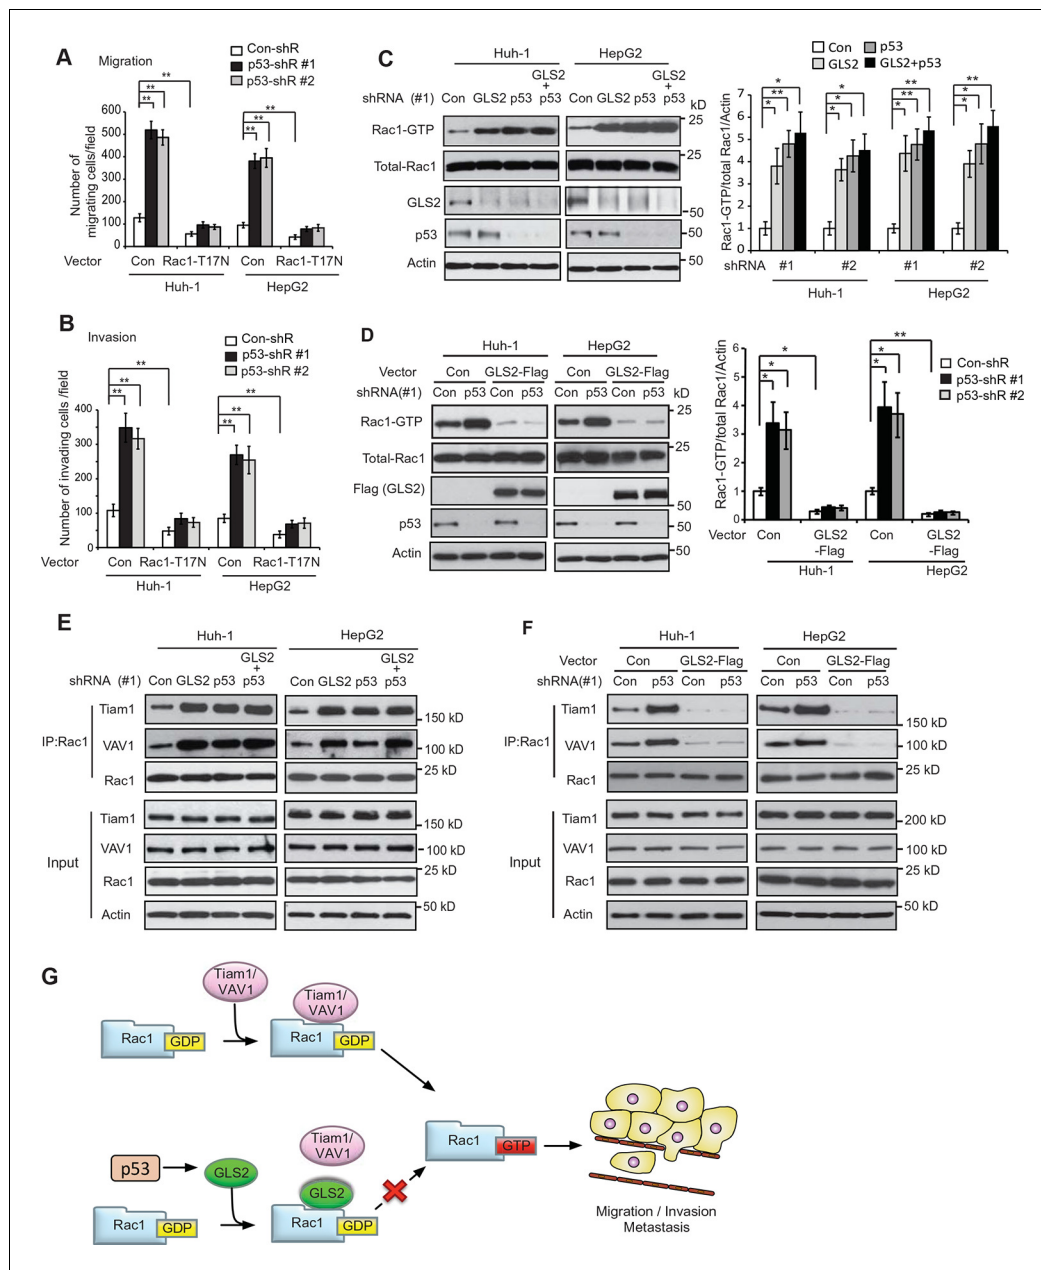 A
Migration
Con-shR
p53-shR #1
p53-shR #2
**
**
**
**
**
**
Number of
migrating cells/field
600
500
400
300
200
100
0
Vector
Con Rac1-T17N Con Rac1-T17N
Huh-1 HepG2
B
Invasion
Con-shR
p53-shR #1
p53-shR #2
**
**
**
**
**
**
Number of invading cells /field
400
300
200
100
0
Vector
Con Rac1-T17N Con Rac1-T17N
Huh-1 HepG2
C
Huh-1 HepG2
GLS2 GLS2
+ +
shRNA (#1) Con GLS2 p53 p53 Con GLS2 p53 p53 kD
Rac1-GTP
25
Total-Rac1
25
GLS2
50
p53
50
Actin
50
Con p53
GLS2 GLS2+p53
* * * **
** * ** *
* * * *
Rac1-GTP/total Rac1/Actin
7
6
5
4
3
2
1
0
shRNA #1 #2 #1 #2
Huh-1 HepG2
D
Huh-1 HepG2
Vector Con GLS2-Flag Con GLS2-Flag
shRNA(#1) Con p53 Con p53 Con p53 Con p53 kD
Rac1-GTP
25
Total-Rac1
25
Flag (GLS2)
50
p53
50
Actin
50
Con-shR
p53-shR #1
p53-shR #2
* **
* *
* *
Rac1-GTP/total Rac1/Actin
6
5
4
3
2
1
0
Vector Con GLS2 Con GLS2
-Flag -Flag
Huh-1 HepG2
E
Huh-1 HepG2
GLS2 GLS2
+ +
shRNA (#1) Con GLS2 p53 p53 Con GLS2 p53 p53
IP:Rac1
Tiam1
150 kD
VAV1
100 kD
Rac1
25 kD
Input
Tiam1
150 kD
VAV1
100 kD
Rac1
25 kD
Actin
50 kD
F
Huh-1 HepG2
Vector Con GLS2-Flag Con GLS2-Flag
shRNA(#1) Con p53 Con p53 Con p53 Con p53
IP:Rac1
Tiam1
150 kD
VAV1
100 kD
Rac1
25 kD
Input
Tiam1
200 kD
VAV1
100 kD
Rac1
25 kD
Actin
50 kD
G
Tiam1/
VAV1
Rac1 GDP
Tiam1/
VAV1
Rac1 GDP
Rac1 GTP
p53
GLS2
Rac1 GDP
Tiam1/
VAV1
GLS2
Rac1 GDP
Migration / Invasion
Metastasis